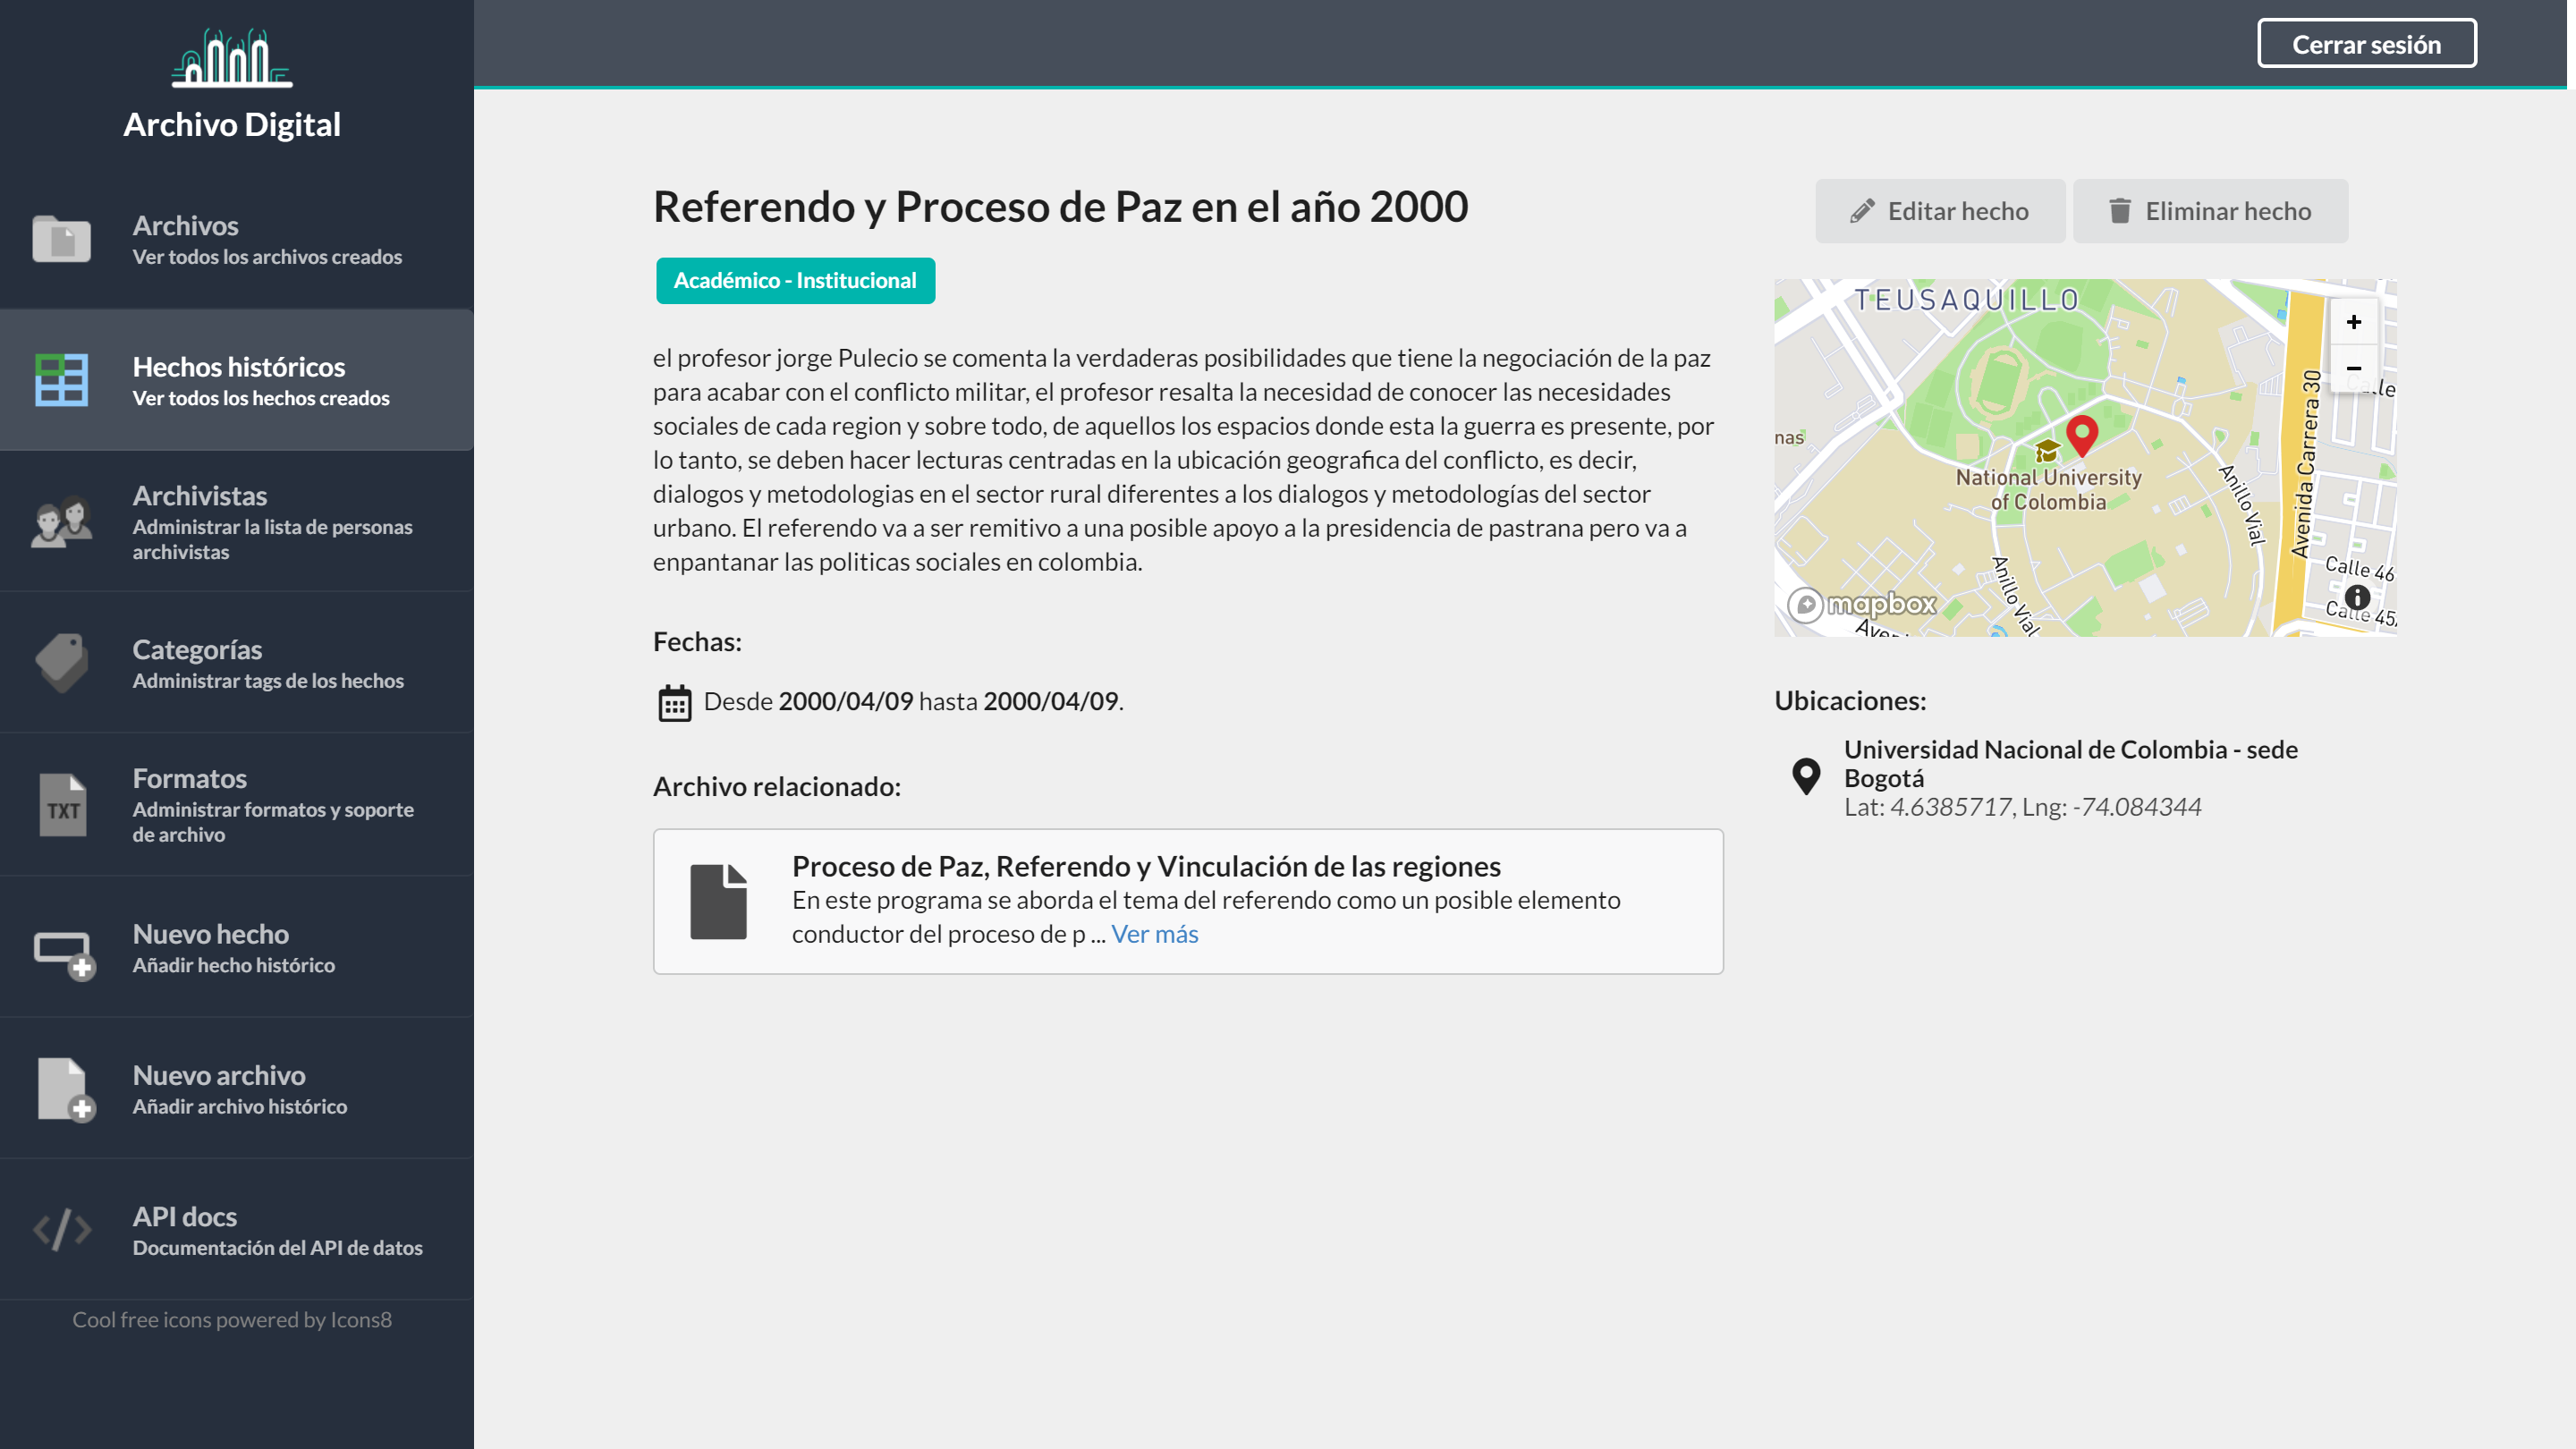 Archivo Digital
Archivos
Ver todos los archivos creados
Hechos históricos
Ver todos los hechos creados
Archivistas
Administrar la lista de personas
archivistas
Categorías
Administrar tags de los hechos
TXT
Formatos
Administrar formatos y soporte
de archivo
Nuevo hecho
Añadir hecho histórico
Nuevo archivo
Añadir archivo histórico
API docs
Documentación del API de datos
Cool free icons powered by Icons8
Cerrar sesión
Referendo y Proceso de Paz en el año 2000
Académico - Institucional
el profesor jorge Pulecio se comenta la verdaderas posibilidades que tiene la negociación de la paz
para acabar con el conflicto militar, el profesor resalta la necesidad de conocer las necesidades
sociales de cada region y sobre todo, de aquellos los espacios donde esta la guerra es presente, por
lo tanto, se deben hacer lecturas centradas en la ubicación geografica del conflicto, es decir,
dialogos y metodologias en el sector rural diferentes a los dialogos y metodologías del sector
urbano. El referendo va a ser remitivo a una posible apoyo a la presidencia de pastrana pero va a
enpantanar las politicas sociales en colombia.
Fechas:
Desde 2000/04/09 hasta 2000/04/09.
Archivo relacionado:
Proceso de Paz, Referendo y Vinculación de las regiones
En este programa se aborda el tema del referendo como un posible elemento
conductor del proceso de p ... Ver más
Editar hecho
Eliminar hecho
TEUSAQUILLO
+
−
Calle
nas
National University
of Colombia
Avenida Carrera 30
Anillo Vial
Anillo Vial
Calle 46
Calle 45
mapbox
Ubicaciones:
Universidad Nacional de Colombia - sede
Bogotá
Lat: 4.6385717, Lng: -74.084344